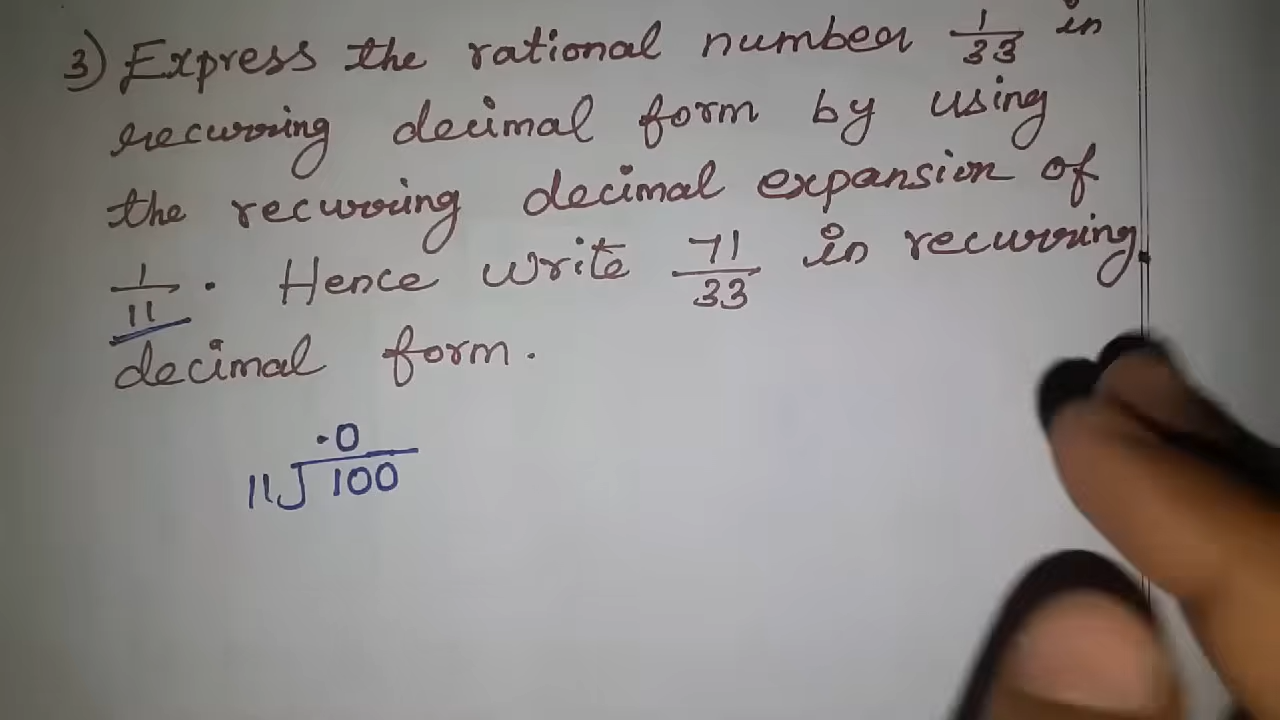 3) Express the rational number 1/33 in
recurring decimal form by using
the recurring decimal expansion of
1/11. Hence write 71/33 in recurring
decimal form.
.0
11 100